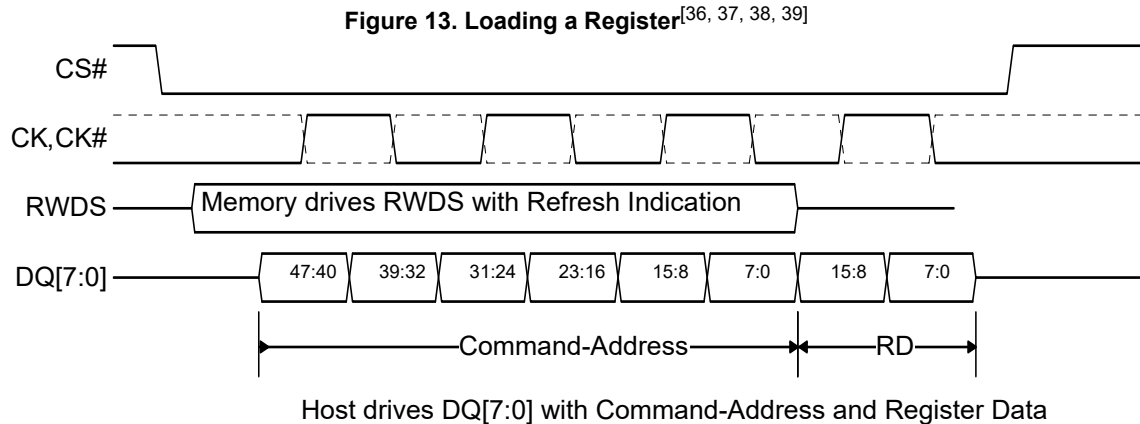 Figure 13. Loading a Register[36, 37, 38, 39]
CS#
CK,CK#
RWDS Memory drives RWDS with Refresh Indication
DQ[7:0] 47:40 39:32 31:24 23:16 15:8 7:0 15:8 7:0
Command-Address RD
Host drives DQ[7:0] with Command-Address and Register Data